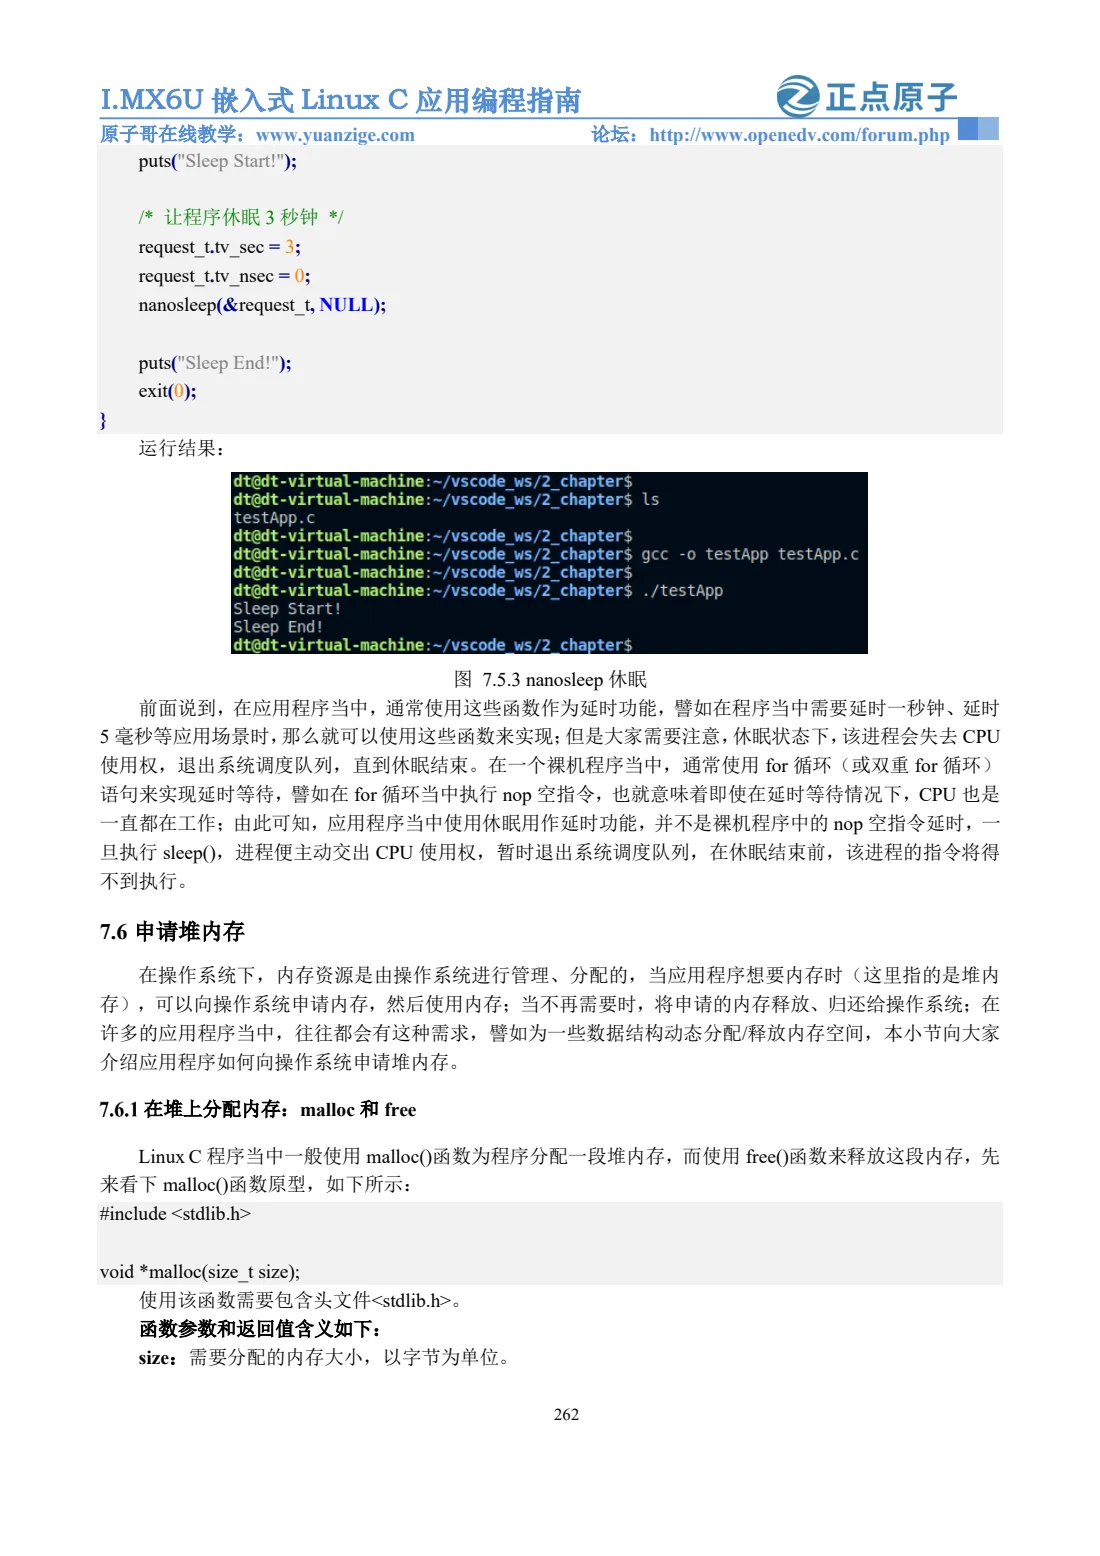 I.MX6U 嵌入式 Linux C 应用编程指南
正点原子
原子哥在线教学：www.yuanzige.com 论坛：http://www.openedv.com/forum.php
puts("Sleep Start!");
/* 让程序休眠 3 秒钟 */
request_t.tv_sec = 3;
request_t.tv_nsec = 0;
nanosleep(&request_t, NULL);
puts("Sleep End!");
exit(0);
}
运行结果：
dt@dt-virtual-machine:~/vscode_ws/2_chapter$
dt@dt-virtual-machine:~/vscode_ws/2_chapter$ ls
testApp.c
dt@dt-virtual-machine:~/vscode_ws/2_chapter$
dt@dt-virtual-machine:~/vscode_ws/2_chapter$ gcc -o testApp testApp.c
dt@dt-virtual-machine:~/vscode_ws/2_chapter$
dt@dt-virtual-machine:~/vscode_ws/2_chapter$ ./testApp
Sleep Start!
Sleep End!
dt@dt-virtual-machine:~/vscode_ws/2_chapter$
图 7.5.3 nanosleep 休眠
前面说到，在应用程序当中，通常使用这些函数作为延时功能，譬如在程序当中需要延时一秒钟、延时
5 毫秒等应用场景时，那么就可以使用这些函数来实现；但是大家需要注意，休眠状态下，该进程会失去 CPU
使用权，退出系统调度队列，直到休眠结束。在一个裸机程序当中，通常使用 for 循环（或双重 for 循环）
语句来实现延时等待，譬如在 for 循环当中执行 nop 空指令，也就意味着即使在延时等待情况下，CPU 也是
一直都在工作；由此可知，应用程序当中使用休眠用作延时功能，并不是裸机程序中的 nop 空指令延时，一
旦执行 sleep()，进程便主动交出 CPU 使用权，暂时退出系统调度队列，在休眠结束前，该进程的指令将得
不到执行。
7.6 申请堆内存
在操作系统下，内存资源是由操作系统进行管理、分配的，当应用程序想要内存时（这里指的是堆内
存），可以向操作系统申请内存，然后使用内存；当不再需要时，将申请的内存释放、归还给操作系统；在
许多的应用程序当中，往往都会有这种需求，譬如为一些数据结构动态分配/释放内存空间，本小节向大家
介绍应用程序如何向操作系统申请堆内存。
7.6.1 在堆上分配内存：malloc 和 free
Linux C 程序当中一般使用 malloc()函数为程序分配一段堆内存，而使用 free()函数来释放这段内存，先
来看下 malloc()函数原型，如下所示：
#include <stdlib.h>
void *malloc(size_t size);
使用该函数需要包含头文件<stdlib.h>。
函数参数和返回值含义如下：
size：需要分配的内存大小，以字节为单位。
262